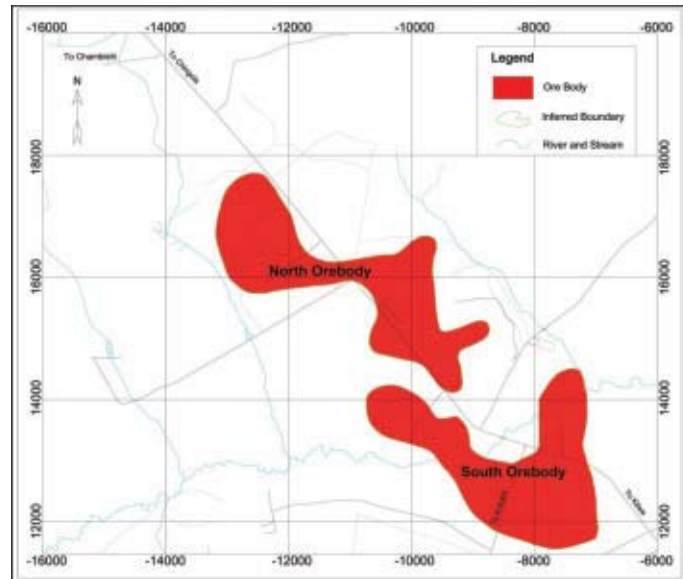 -16000 -14000 -12000 -10000 -8000 -6000
To Chambishi
N
Legend
Ore Body
Inferred Boundary
River and Stream
18000 18000
North Orebody
16000 16000
14000 14000
South Orebody
To Kitwe
12000 12000
-16000 -14000 -12000 -10000 -8000 -6000